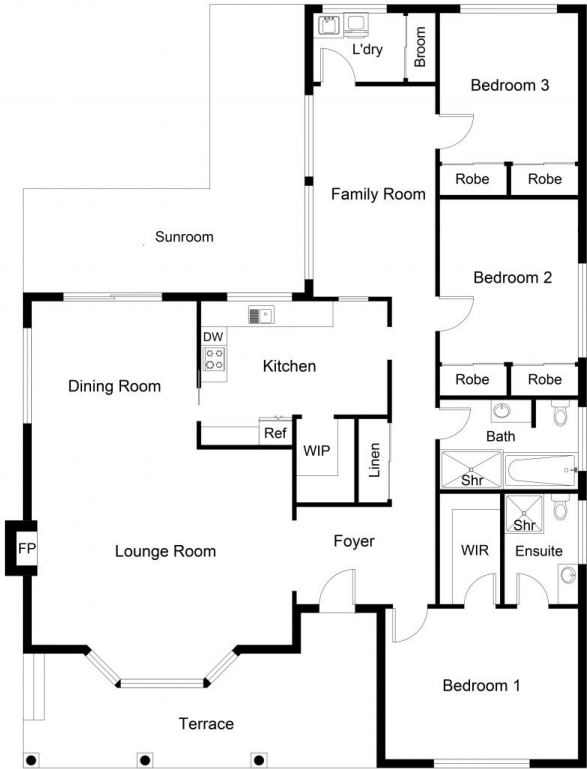 L'dry
Broom
Bedroom 3
Robe
Robe
Family Room
Sunroom
Bedroom 2
DW
Kitchen
Dining Room
Robe
Robe
Ref
WIP
Linen
Bath
Shr
FP
Lounge Room
Foyer
WIR
Shr
Ensuite
Bedroom 1
Terrace